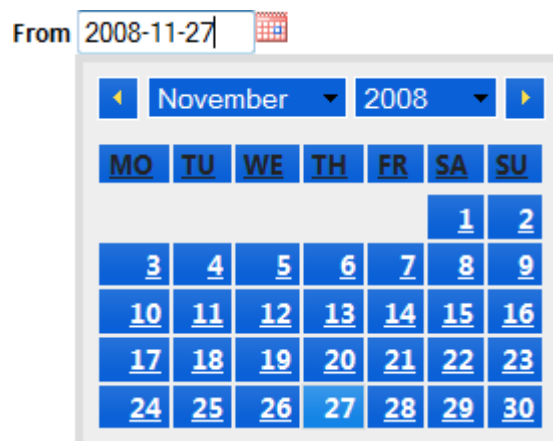 From 2008-11-27
November 2008
MO TU WE TH FR SA SU
1 2
3 4 5 6 7 8 9
10 11 12 13 14 15 16
17 18 19 20 21 22 23
24 25 26 27 28 29 30